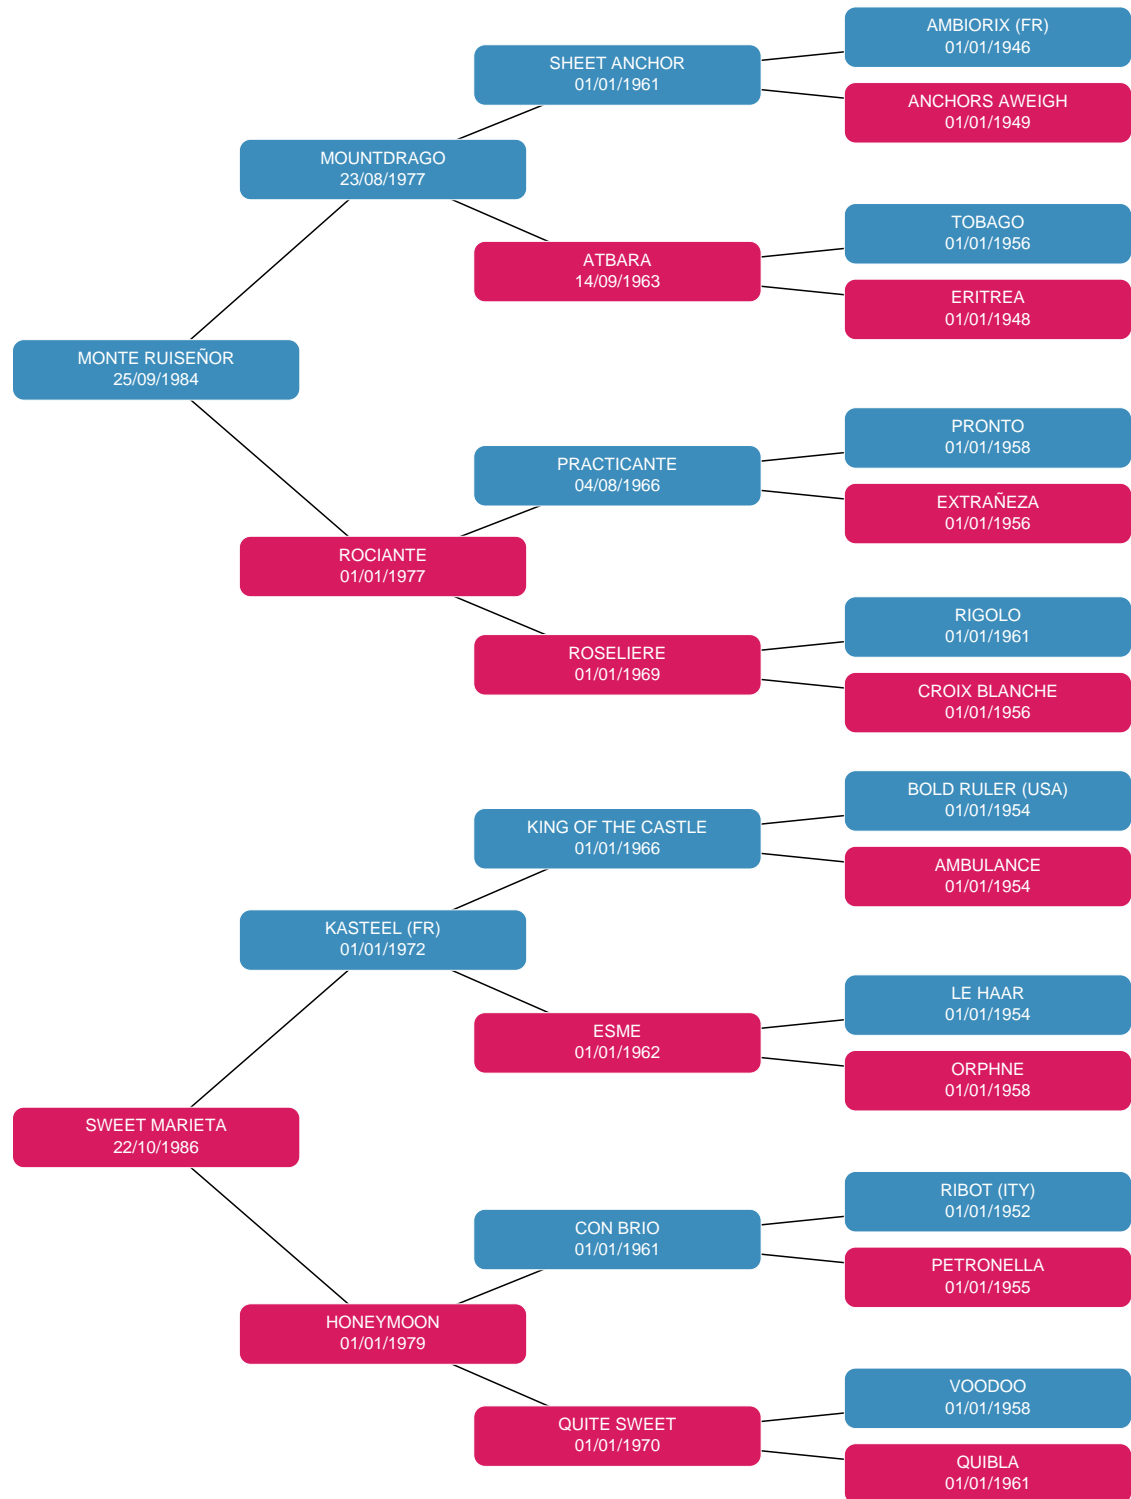 AMBIORIX (FR)
01/01/1946
SHEET ANCHOR
01/01/1961
ANCHORS AWEIGH
01/01/1949
MOUNTDRAGO
23/08/1977
TOBAGO
01/01/1956
ATBARA
14/09/1963
ERITREA
01/01/1948
MONTE RUISEÑOR
25/09/1984
PRONTO
01/01/1958
PRACTICANTE
04/08/1966
EXTRAÑEZA
01/01/1956
ROCIANTE
01/01/1977
RIGOLO
01/01/1961
ROSELIERE
01/01/1969
CROIX BLANCHE
01/01/1956
BOLD RULER (USA)
01/01/1954
KING OF THE CASTLE
01/01/1966
AMBULANCE
01/01/1954
KASTEEL (FR)
01/01/1972
LE HAAR
01/01/1954
ESME
01/01/1962
ORPHNE
01/01/1958
SWEET MARIETA
22/10/1986
RIBOT (ITY)
01/01/1952
CON BRIO
01/01/1961
PETRONELLA
01/01/1955
HONEYMOON
01/01/1979
VOODOO
01/01/1958
QUITE SWEET
01/01/1970
QUIBLA
01/01/1961